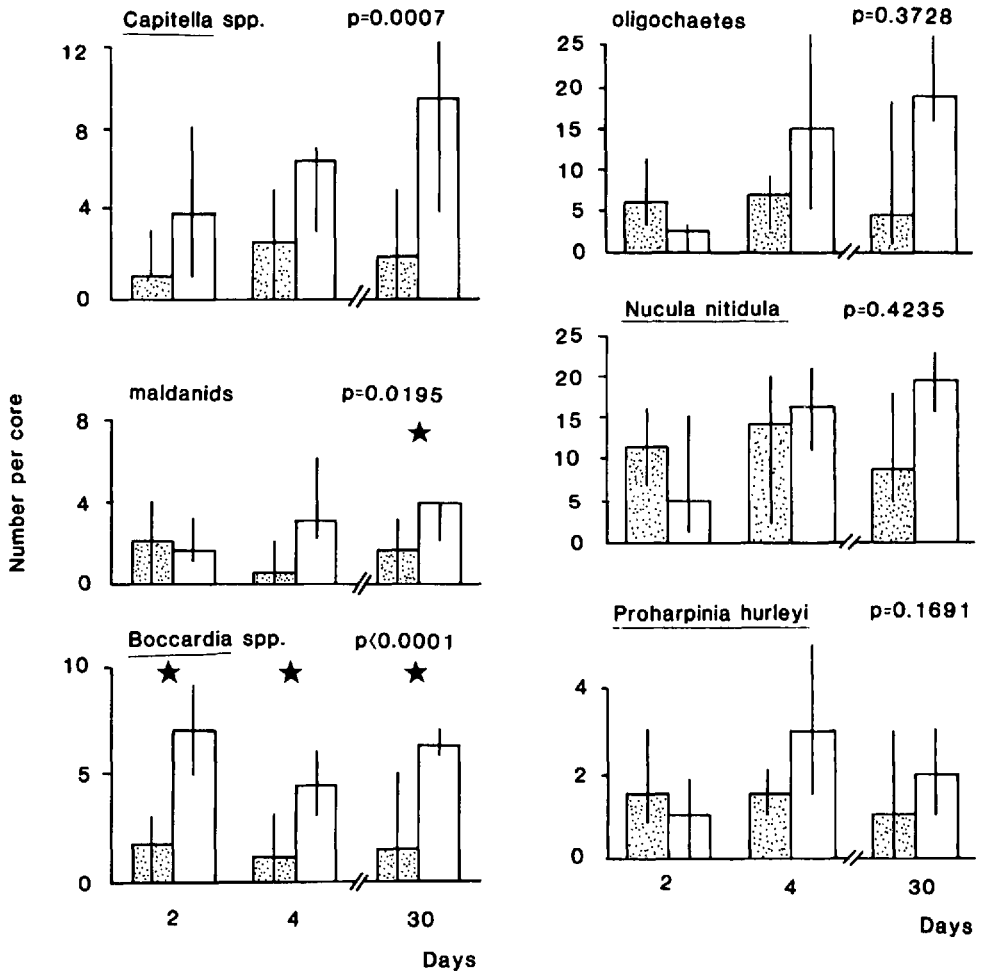 Capitella spp. p=0.0007
12
8
4
0
maldanids p=0.0195
8
4
0
Boccardia spp. p<0.0001
10
5
0
2 4 30
Days
Number per core
oligochaetes p=0.3728
25
20
15
10
5
0
Nucula nitidula p=0.4235
25
20
15
10
5
0
Proharpinia hurleyi p=0.1691
4
2
0
2 4 30
Days